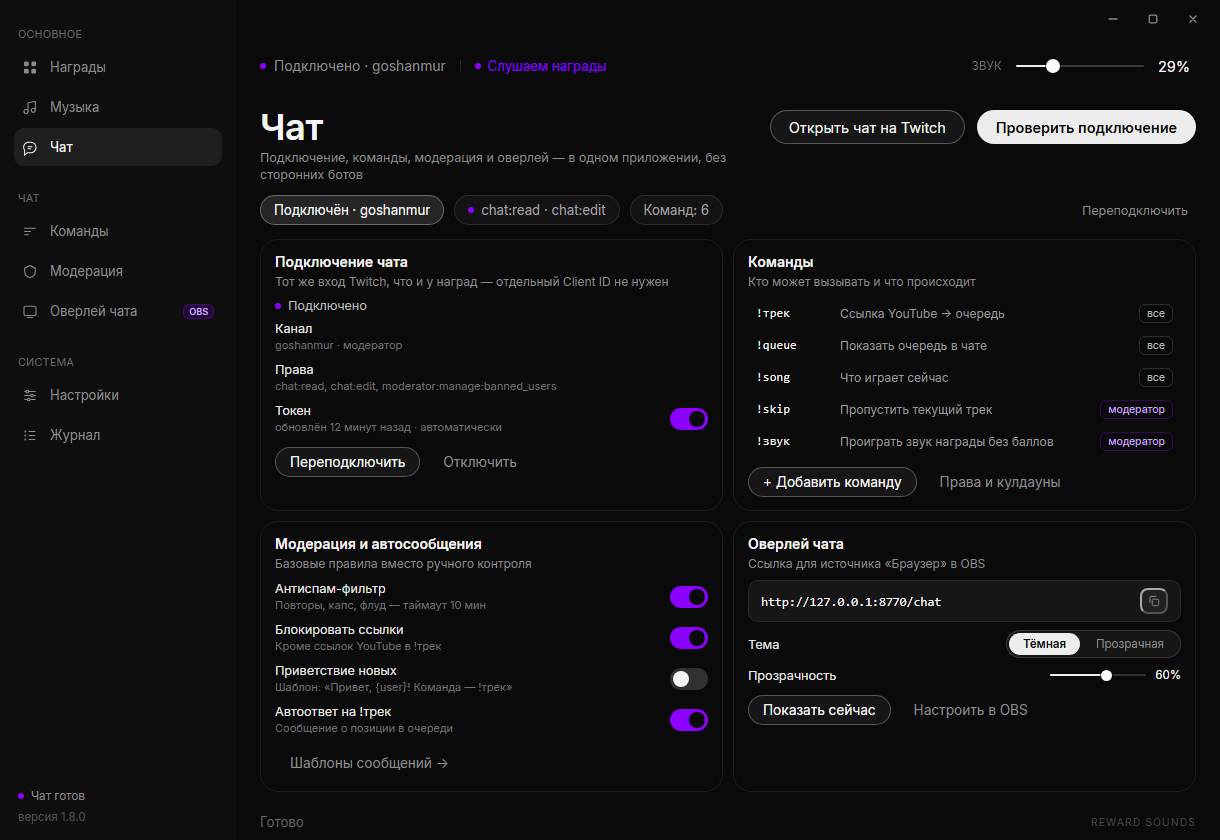 ОСНОВНОЕ
Награды
Музыка
Чат
ЧАТ
Команды
Модерация
Оверлей чата OBS
СИСТЕМА
Настройки
Журнал
Чат готов
версия 1.8.0
Подключено · goshanmur
Слушаем награды
ЗВУК 29%
Чат
Подключение, команды, модерация и оверлей — в одном приложении, без
сторонних ботов
Открыть чат на Twitch
Проверить подключение
Подключён · goshanmur
chat:read · chat:edit
Команд: 6
Переподключить
Подключение чата
Тот же вход Twitch, что и у наград — отдельный Client ID не нужен
Подключено
Канал
goshanmur · модератор
Права
chat:read, chat:edit, moderator:manage:banned_users
Токен
обновлён 12 минут назад · автоматически
Переподключить Отключить
Команды
Кто может вызывать и что происходит
!трек Ссылка YouTube → очередь все
!queue Показать очередь в чате все
!song Что играет сейчас все
!skip Пропустить текущий трек модератор
!звук Проиграть звук награды без баллов модератор
+ Добавить команду Права и кулдауны
Модерация и автосообщения
Базовые правила вместо ручного контроля
Антиспам-фильтр
Повторы, капс, флуд — таймаут 10 мин
Блокировать ссылки
Кроме ссылок YouTube в !трек
Приветствие новых
Шаблон: «Привет, {user}! Команда — !трек»
Автоответ на !трек
Сообщение о позиции в очереди
Шаблоны сообщений →
Оверлей чата
Ссылка для источника «Браузер» в OBS
http://127.0.0.1:8770/chat
Тема Тёмная Прозрачная
Прозрачность 60%
Показать сейчас Настроить в OBS
Готово
REWARD SOUNDS